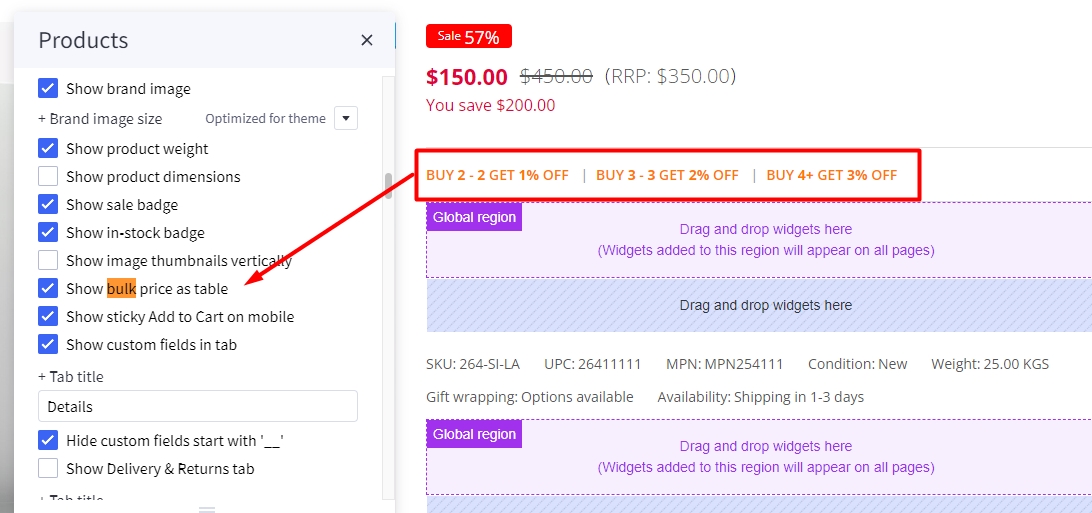 Products
Show brand image
+ Brand image size Optimized for theme
Show product weight
Show product dimensions
Show sale badge
Show in-stock badge
Show image thumbnails vertically
Show bulk price as table
Show sticky Add to Cart on mobile
Show custom fields in tab
+ Tab title
Details
Hide custom fields start with '__'
Show Delivery & Returns tab
+ Tab title
Sale 57%
$150.00 $450.00 (RRP: $350.00)
You save $200.00
BUY 2 - 2 GET 1% OFF | BUY 3 - 3 GET 2% OFF | BUY 4+ GET 3% OFF
Global region
Drag and drop widgets here
(Widgets added to this region will appear on all pages)
Drag and drop widgets here
SKU: 264-SI-LA UPC: 26411111 MPN: MPN254111 Condition: New Weight: 25.00 KGS
Gift wrapping: Options available Availability: Shipping in 1-3 days
Global region
Drag and drop widgets here
(Widgets added to this region will appear on all pages)